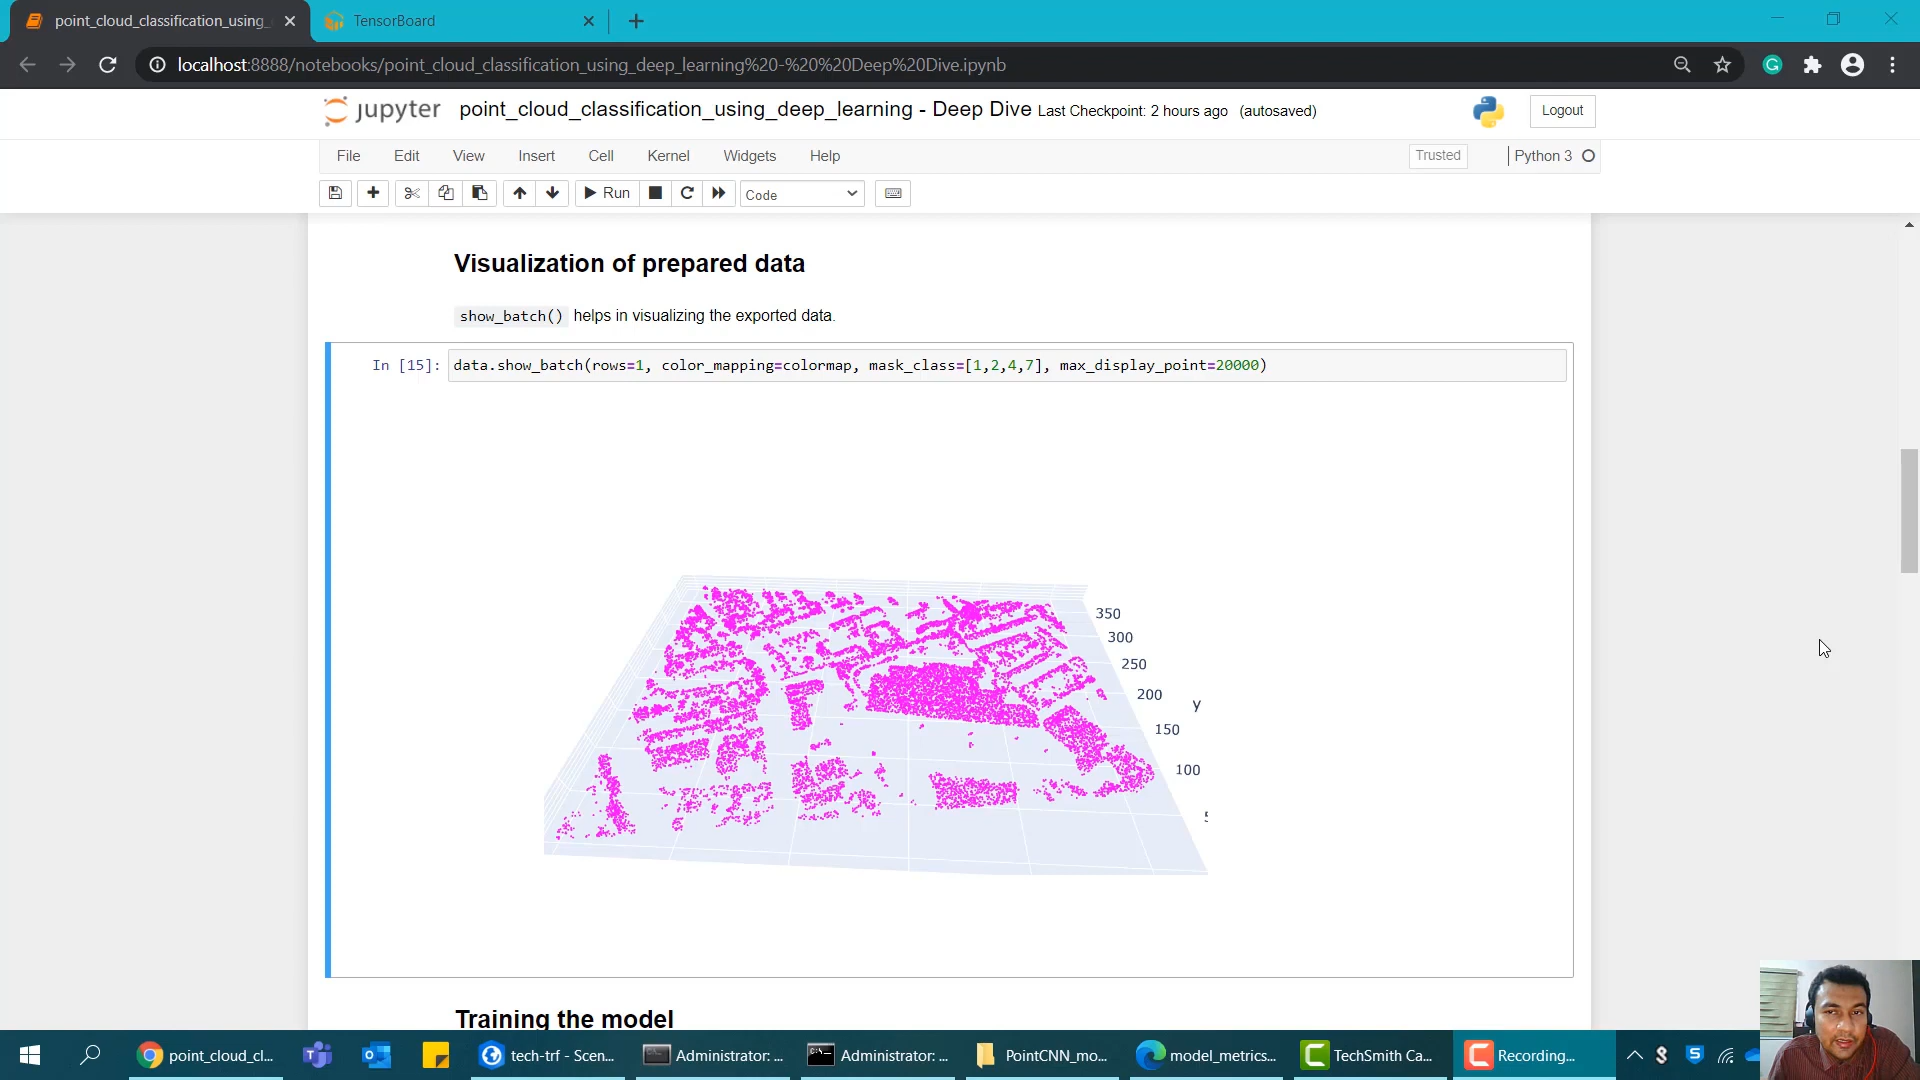 point_cloud_classification_using_
TensorBoard
localhost:8888/notebooks/point_cloud_classification_using_deep_learning%20-%20%20Deep%20Dive.ipynb
jupyter point_cloud_classification_using_deep_learning - Deep Dive Last Checkpoint: 2 hours ago (autosaved)
Logout
File Edit View Insert Cell Kernel Widgets Help
Trusted
Python 3
Run
Code
Visualization of prepared data
show_batch() helps in visualizing the exported data.
In [15]: data.show_batch(rows=1, color_mapping=colormap, mask_class=[1,2,4,7], max_display_point=20000)
350
300
250
200
y
150
100
Training the model
point_cloud_cl...
tech-trf - Scen...
Administrator: ...
Administrator: ...
PointCNN_mo...
model_metrics...
TechSmith Ca...
Recording...